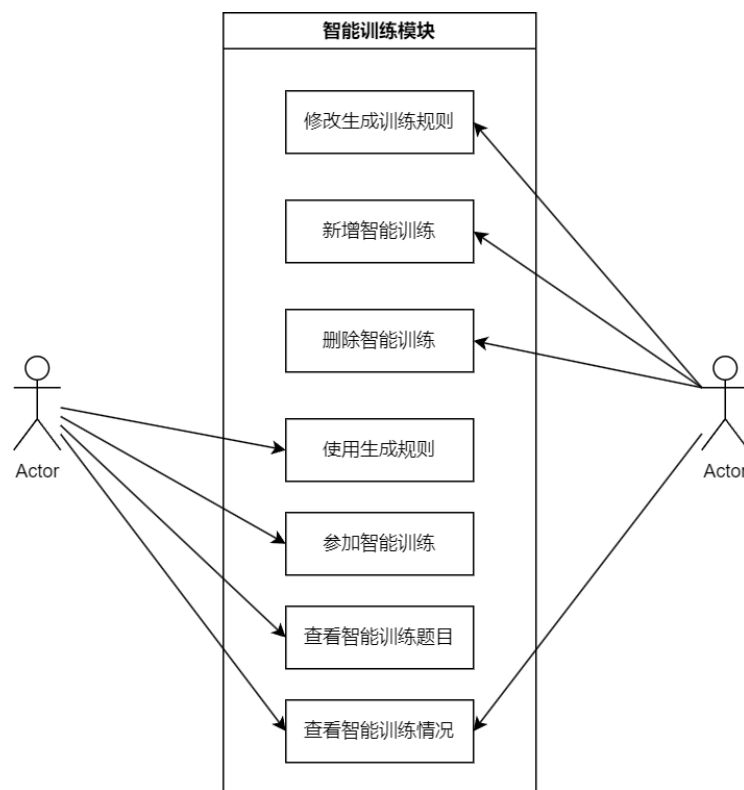 智能训练模块
修改生成训练规则
新增智能训练
删除智能训练
使用生成规则
Actor
Actor
参加智能训练
查看智能训练题目
查看智能训练情况